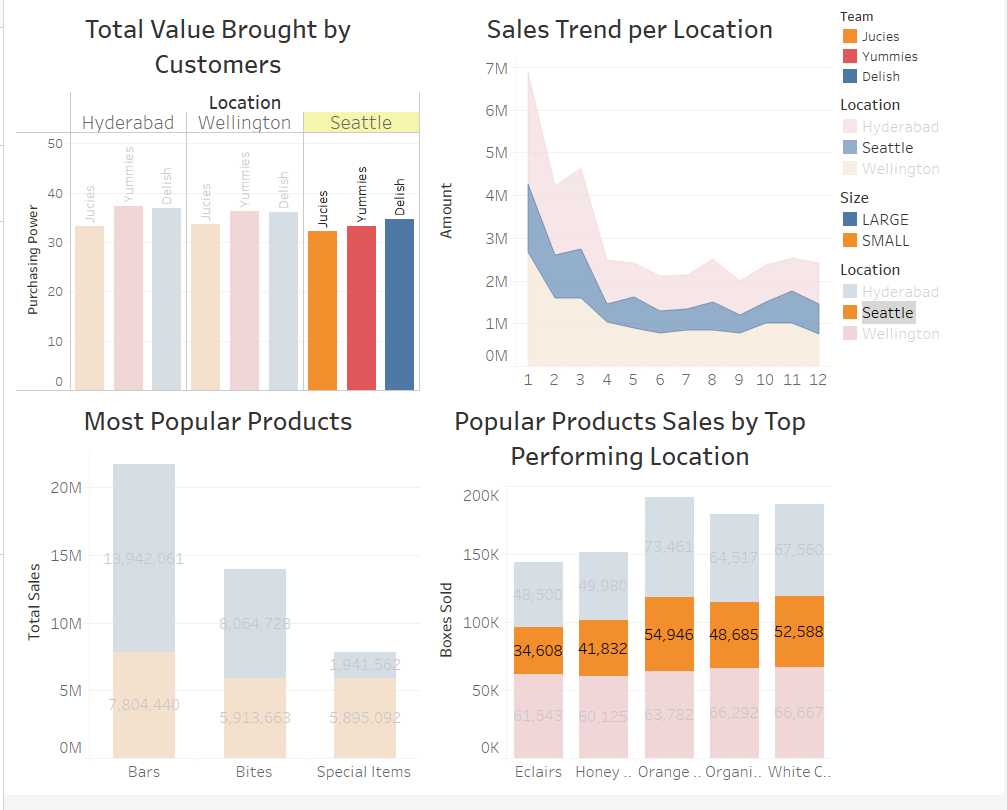 Total Value Brought by
Customers
Location
Hyderabad Wellington Seattle
50
40
30
20
10
0
Purchasing Power
Jucies Yummies Delish Jucies Yummies Delish Jucies Yummies Delish
Sales Trend per Location
7M
6M
5M
4M
3M
2M
1M
0M
Amount
1 2 3 4 5 6 7 8 9 10 11 12
Team
Jucies
Yummies
Delish
Location
Hyderabad
Seattle
Wellington
Size
LARGE
SMALL
Location
Hyderabad
Seattle
Wellington
Most Popular Products
20M
15M
10M
5M
0M
Total Sales
13,942,061
8,064,728
1,941,562
7,804,440
5,913,663
5,895,092
Bars Bites Special Items
Popular Products Sales by Top
Performing Location
200K
150K
100K
50K
0K
Boxes Sold
48,500 49,980 73,461 64,517 67,560
34,608 41,832 54,946 48,685 52,588
61,543 60,125 63,782 66,292 66,667
Eclairs Honey .. Orange .. Organi.. White C..